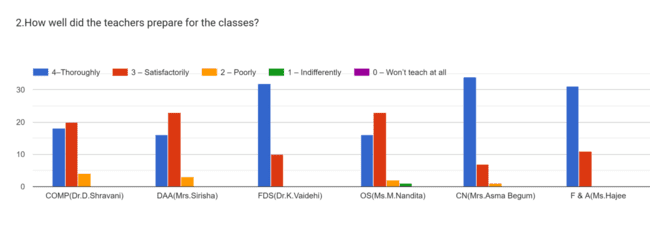 2.How well did the teachers prepare for the classes?
4–Thoroughly 3 – Satisfactorily 2 – Poorly 1 – Indifferently 0 – Won't teach at all
30
20
10
0
COMP(Dr.D.Shravani) DAA(Mrs.Sirisha) FDS(Dr.K.Vaidehi) OS(Ms.M.Nandita) CN(Mrs.Asma Begum) F & A(Ms.Hajee